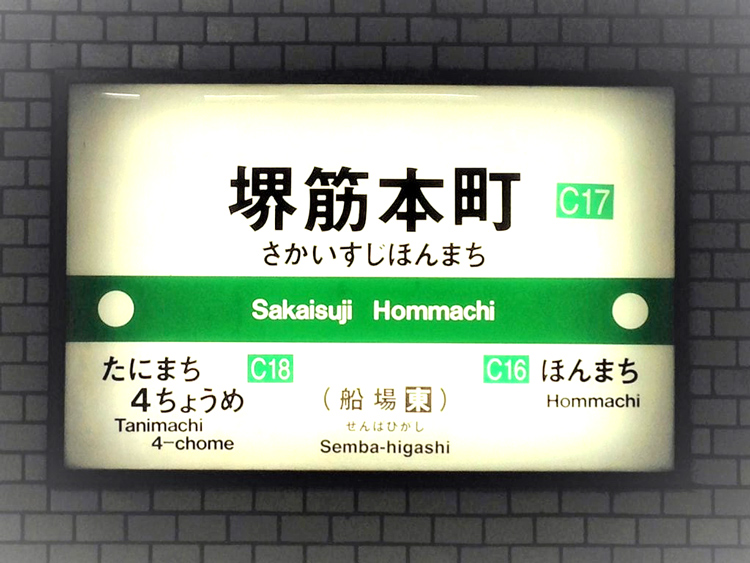 堺筋本町 C17
さかいすじほんまち
Sakaisuji Hommachi
たにまち C18
4ちょうめ
Tanimachi
4-chome
(船場東)
せんばひがし
Semba-higashi
C16 ほんまち
Hommachi